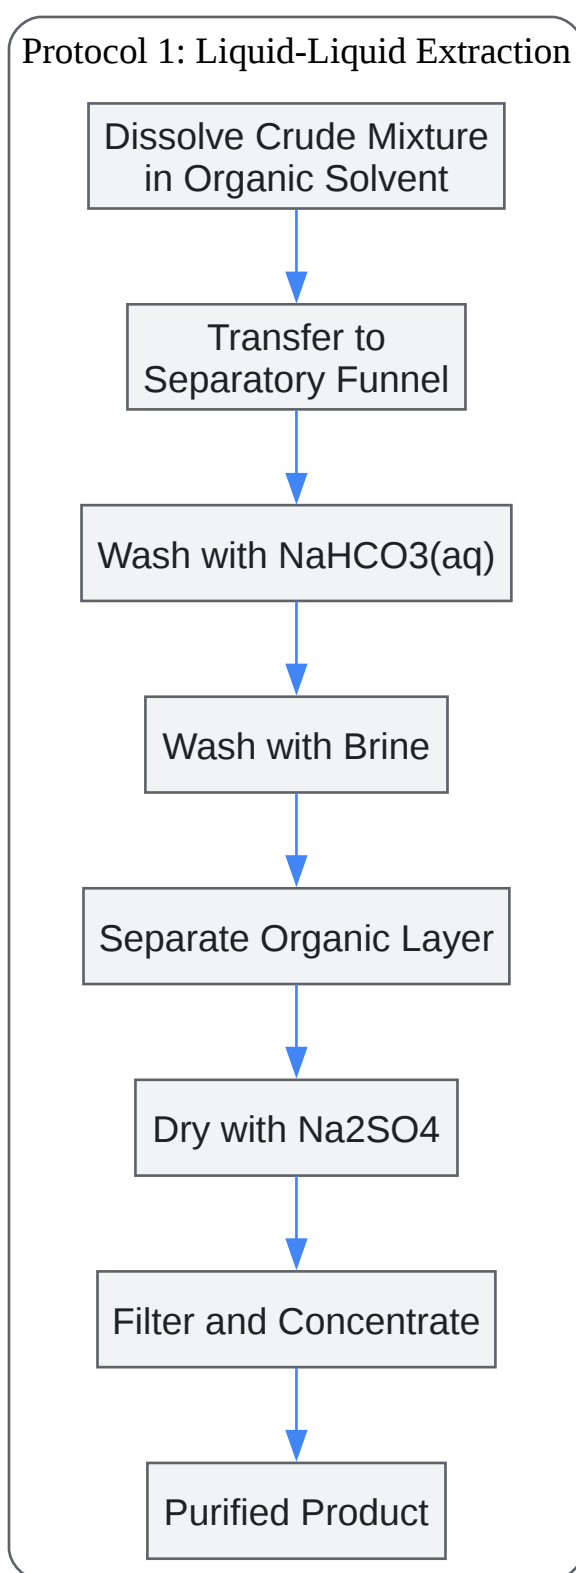 Protocol 1: Liquid-Liquid Extraction
Dissolve Crude Mixture
in Organic Solvent
Transfer to
Separatory Funnel
Wash with NaHCO3(aq)
Wash with Brine
Separate Organic Layer
Dry with Na2SO4
Filter and Concentrate
Purified Product